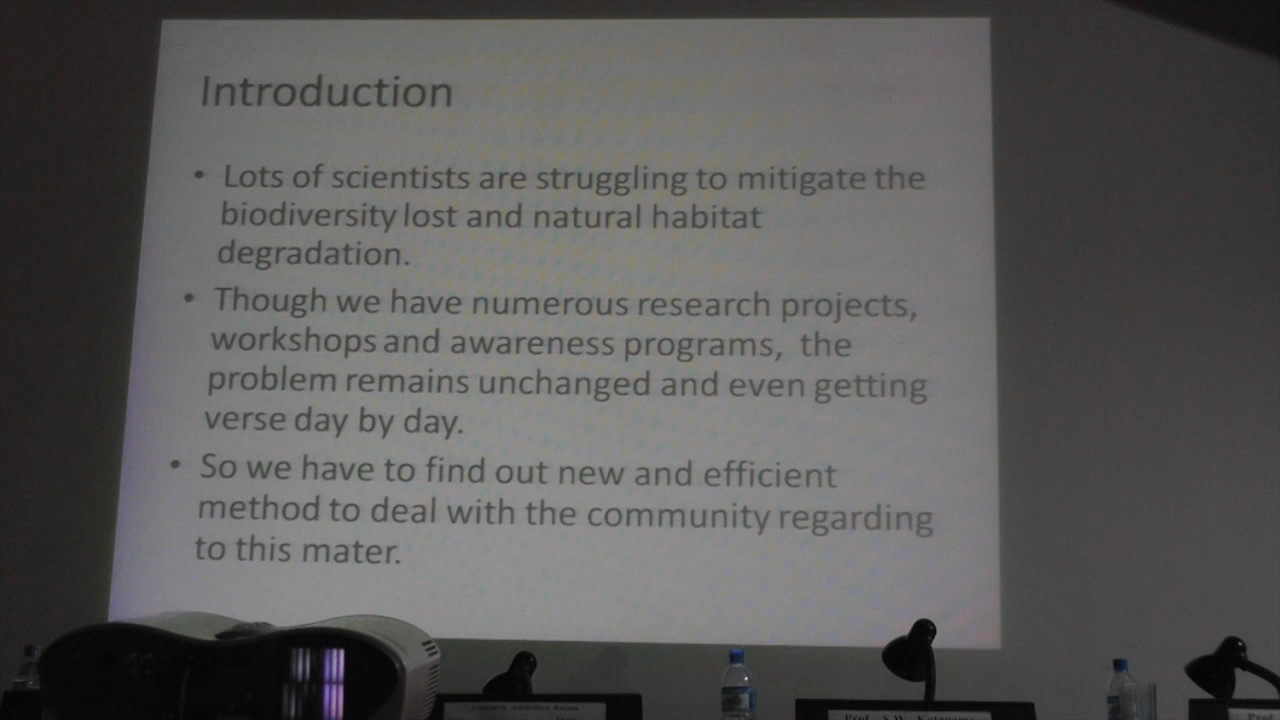 Introduction
• Lots of scientists are struggling to mitigate the
biodiversity lost and natural habitat
degradation.
• Though we have numerous research projects,
workshops and awareness programs, the
problem remains unchanged and even getting
verse day by day.
• So we have to find out new and efficient
method to deal with the community regarding
to this mater.
Prof. S.W. Kotagama